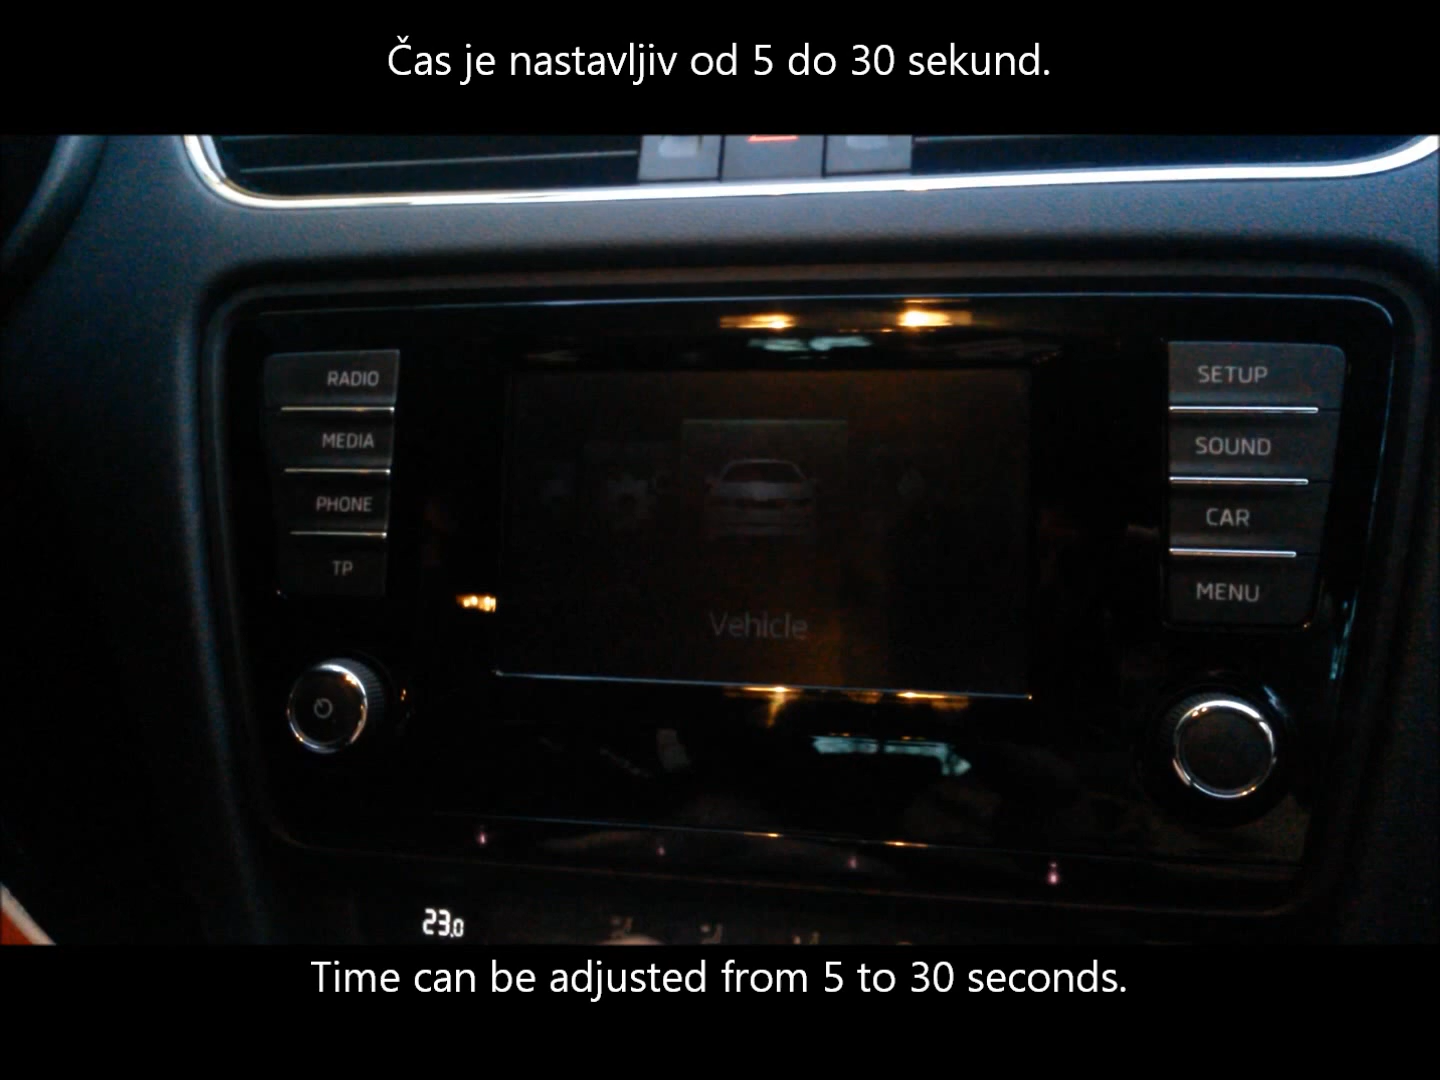 Čas je nastavljiv od 5 do 30 sekund.
RADIO
MEDIA
PHONE
TP
SETUP
SOUND
CAR
MENU
Vehicle
23.0
Time can be adjusted from 5 to 30 seconds.